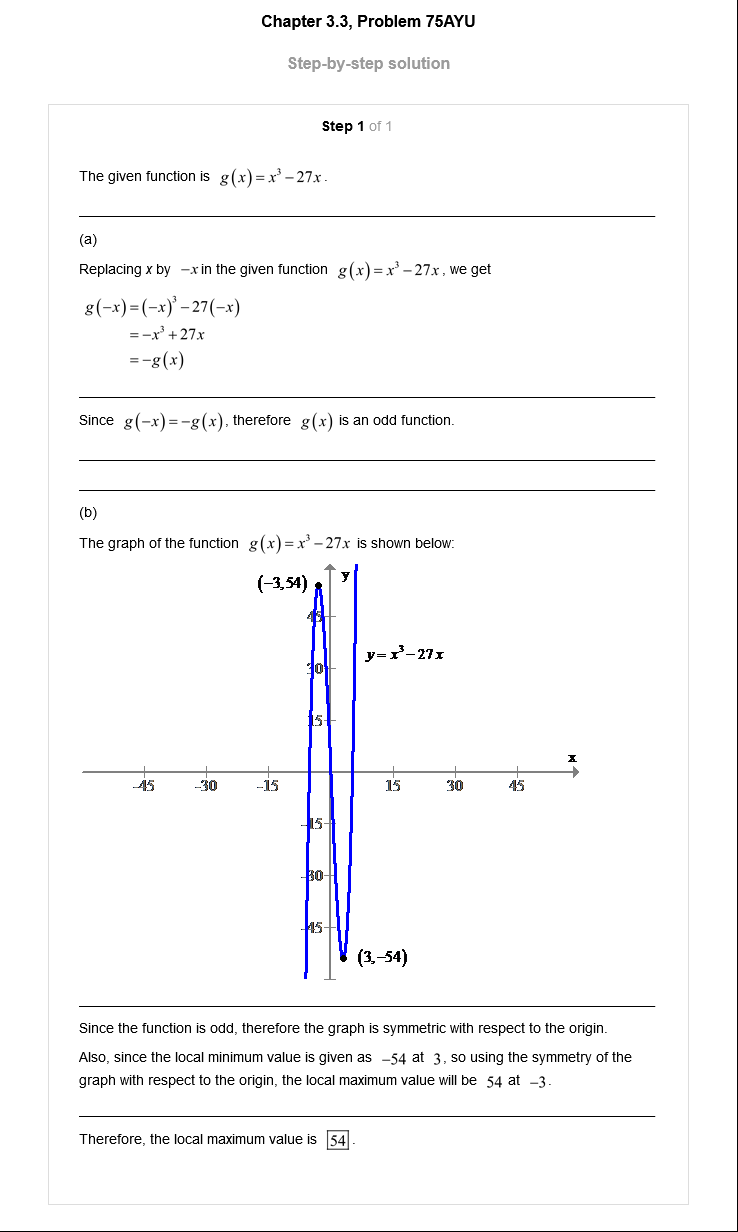 Chapter 3.3, Problem 75AYU
Step-by-step solution
Step 1 of 1
The given function is g(x)=x³−27x.
(a)
Replacing x by −x in the given function g(x)=x³−27x, we get
g(−x)=(−x)³−27(−x)
=−x³+27x
=−g(x)
Since g(−x)=−g(x), therefore g(x) is an odd function.
(b)
The graph of the function g(x)=x³−27x is shown below:
(−3,54)
y
45
y=x³−27x
30
15
x
−45 −30 −15 15 30 45
−15
−30
−45
(3,−54)
Since the function is odd, therefore the graph is symmetric with respect to the origin.
Also, since the local minimum value is given as −54 at 3, so using the symmetry of the
graph with respect to the origin, the local maximum value will be 54 at −3.
Therefore, the local maximum value is 54.